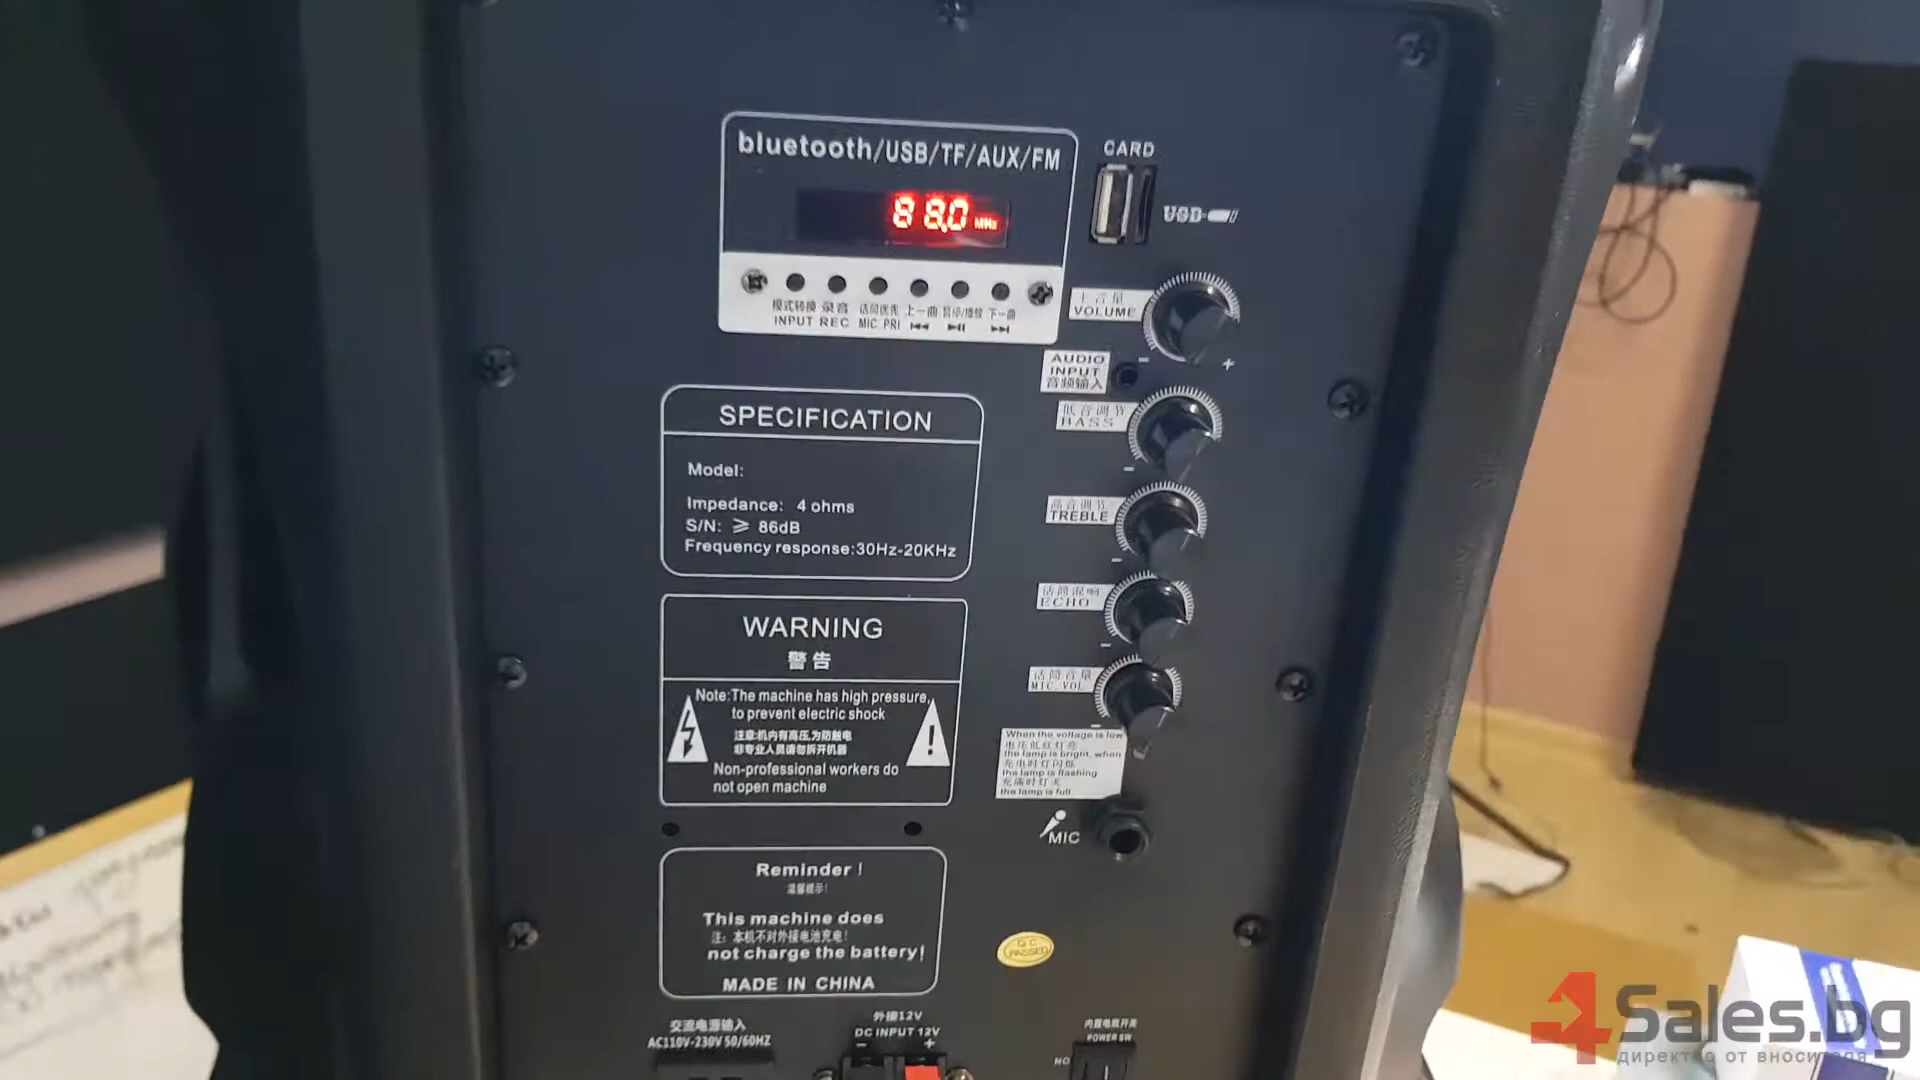 bluetooth/USB/TF/AUX/FM
88.0 MHz
模式转换 录音 话筒优先 上一曲 暂停/播放 下一曲
INPUT REC MIC PRI
CARD
USB
主音量
VOLUME
- +
AUDIO
INPUT
音频输入
低音调节
BASS
高音调节
TREBLE
话筒混响
ECHO
话筒音量
MIC.VOL
When the voltage is low
电压低红灯亮
the lamp is bright, when
充电时灯闪烁
the lamp is flashing
充满时灯灭
the lamp is full
MIC
SPECIFICATION
Model:
Impedance: 4 ohms
S/N: ≥ 86dB
Frequency response:30Hz-20KHz
WARNING
警告
Note:The machine has high pressure,
to prevent electric shock
注意:机内有高压,为防触电
非专业人员请勿拆开机器
Non-professional workers do
not open machine
Reminder!
温馨提示!
This machine does
注: 本机不对外接电池充电!
not charge the battery!
MADE IN CHINA
QC
PASSED
交流电源输入
AC110V-230V 50/60HZ
外接12V
DC INPUT 12V
- +
内置电瓶开关
POWER SW
NO
4Sales.bg
директно от вносителя